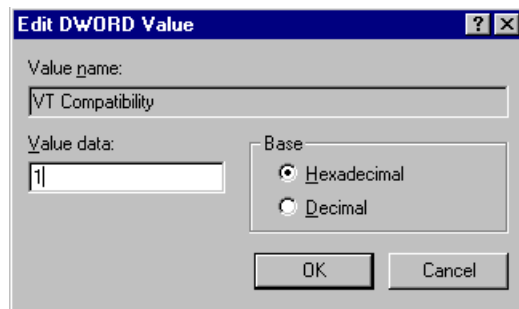 Edit DWORD Value
Value name:
VT Compatibility
Value data:
1
Base
Hexadecimal
Decimal
OK
Cancel